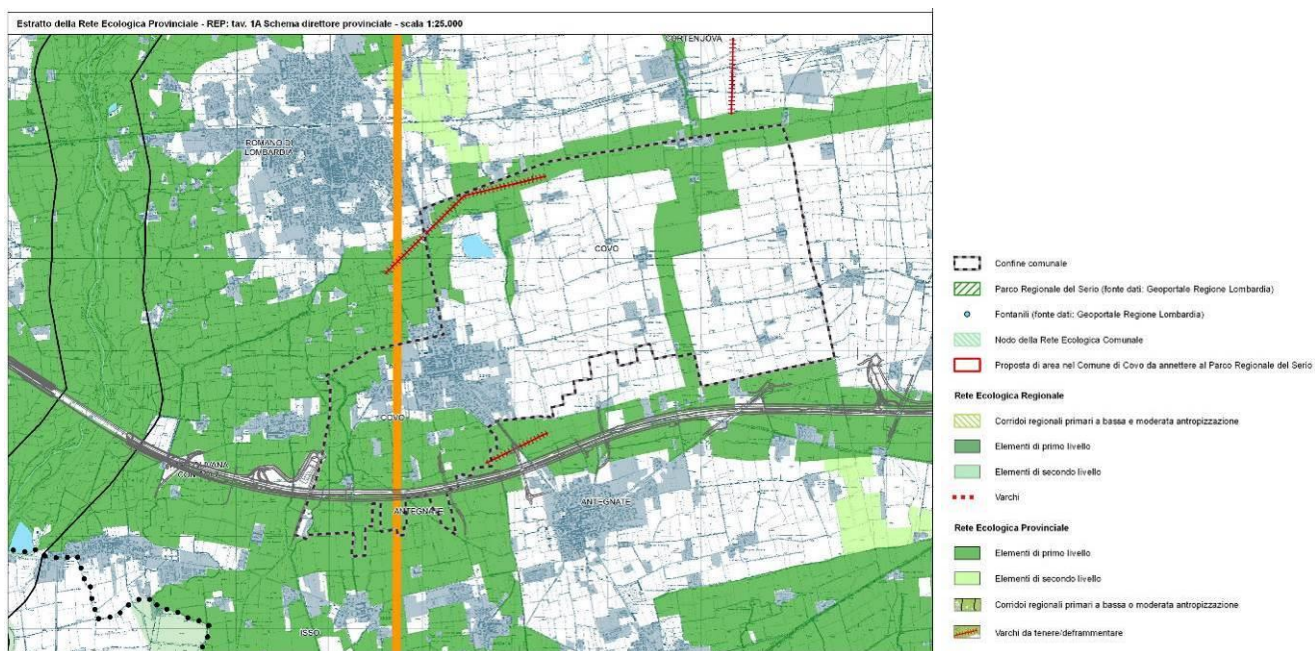 Estratto della Rete Ecologica Provinciale - REP: tav. 1A Schema direttore provinciale - scala 1:25.000
CORTENUOVA
ROMANO DI
LOMBARDIA
COVO
COVO
ANTEGNATE
ANTEGNATE
ISSO
Confine comunale
Parco Regionale del Serio (fonte dati: Geoportale Regione Lombardia)
Fontanili (fonte dati: Geoportale Regione Lombardia)
Nodo della Rete Ecologica Comunale
Proposta di area nel Comune di Covo da annettere al Parco Regionale del Serio
Rete Ecologica Regionale
Corridoi regionali primari a bassa e moderata antropizzazione
Elementi di primo livello
Elementi di secondo livello
Varchi
Rete Ecologica Provinciale
Elementi di primo livello
Elementi di secondo livello
Corridoi regionali primari a bassa o moderata antropizzazione
Varchi da tenere/deframmentare